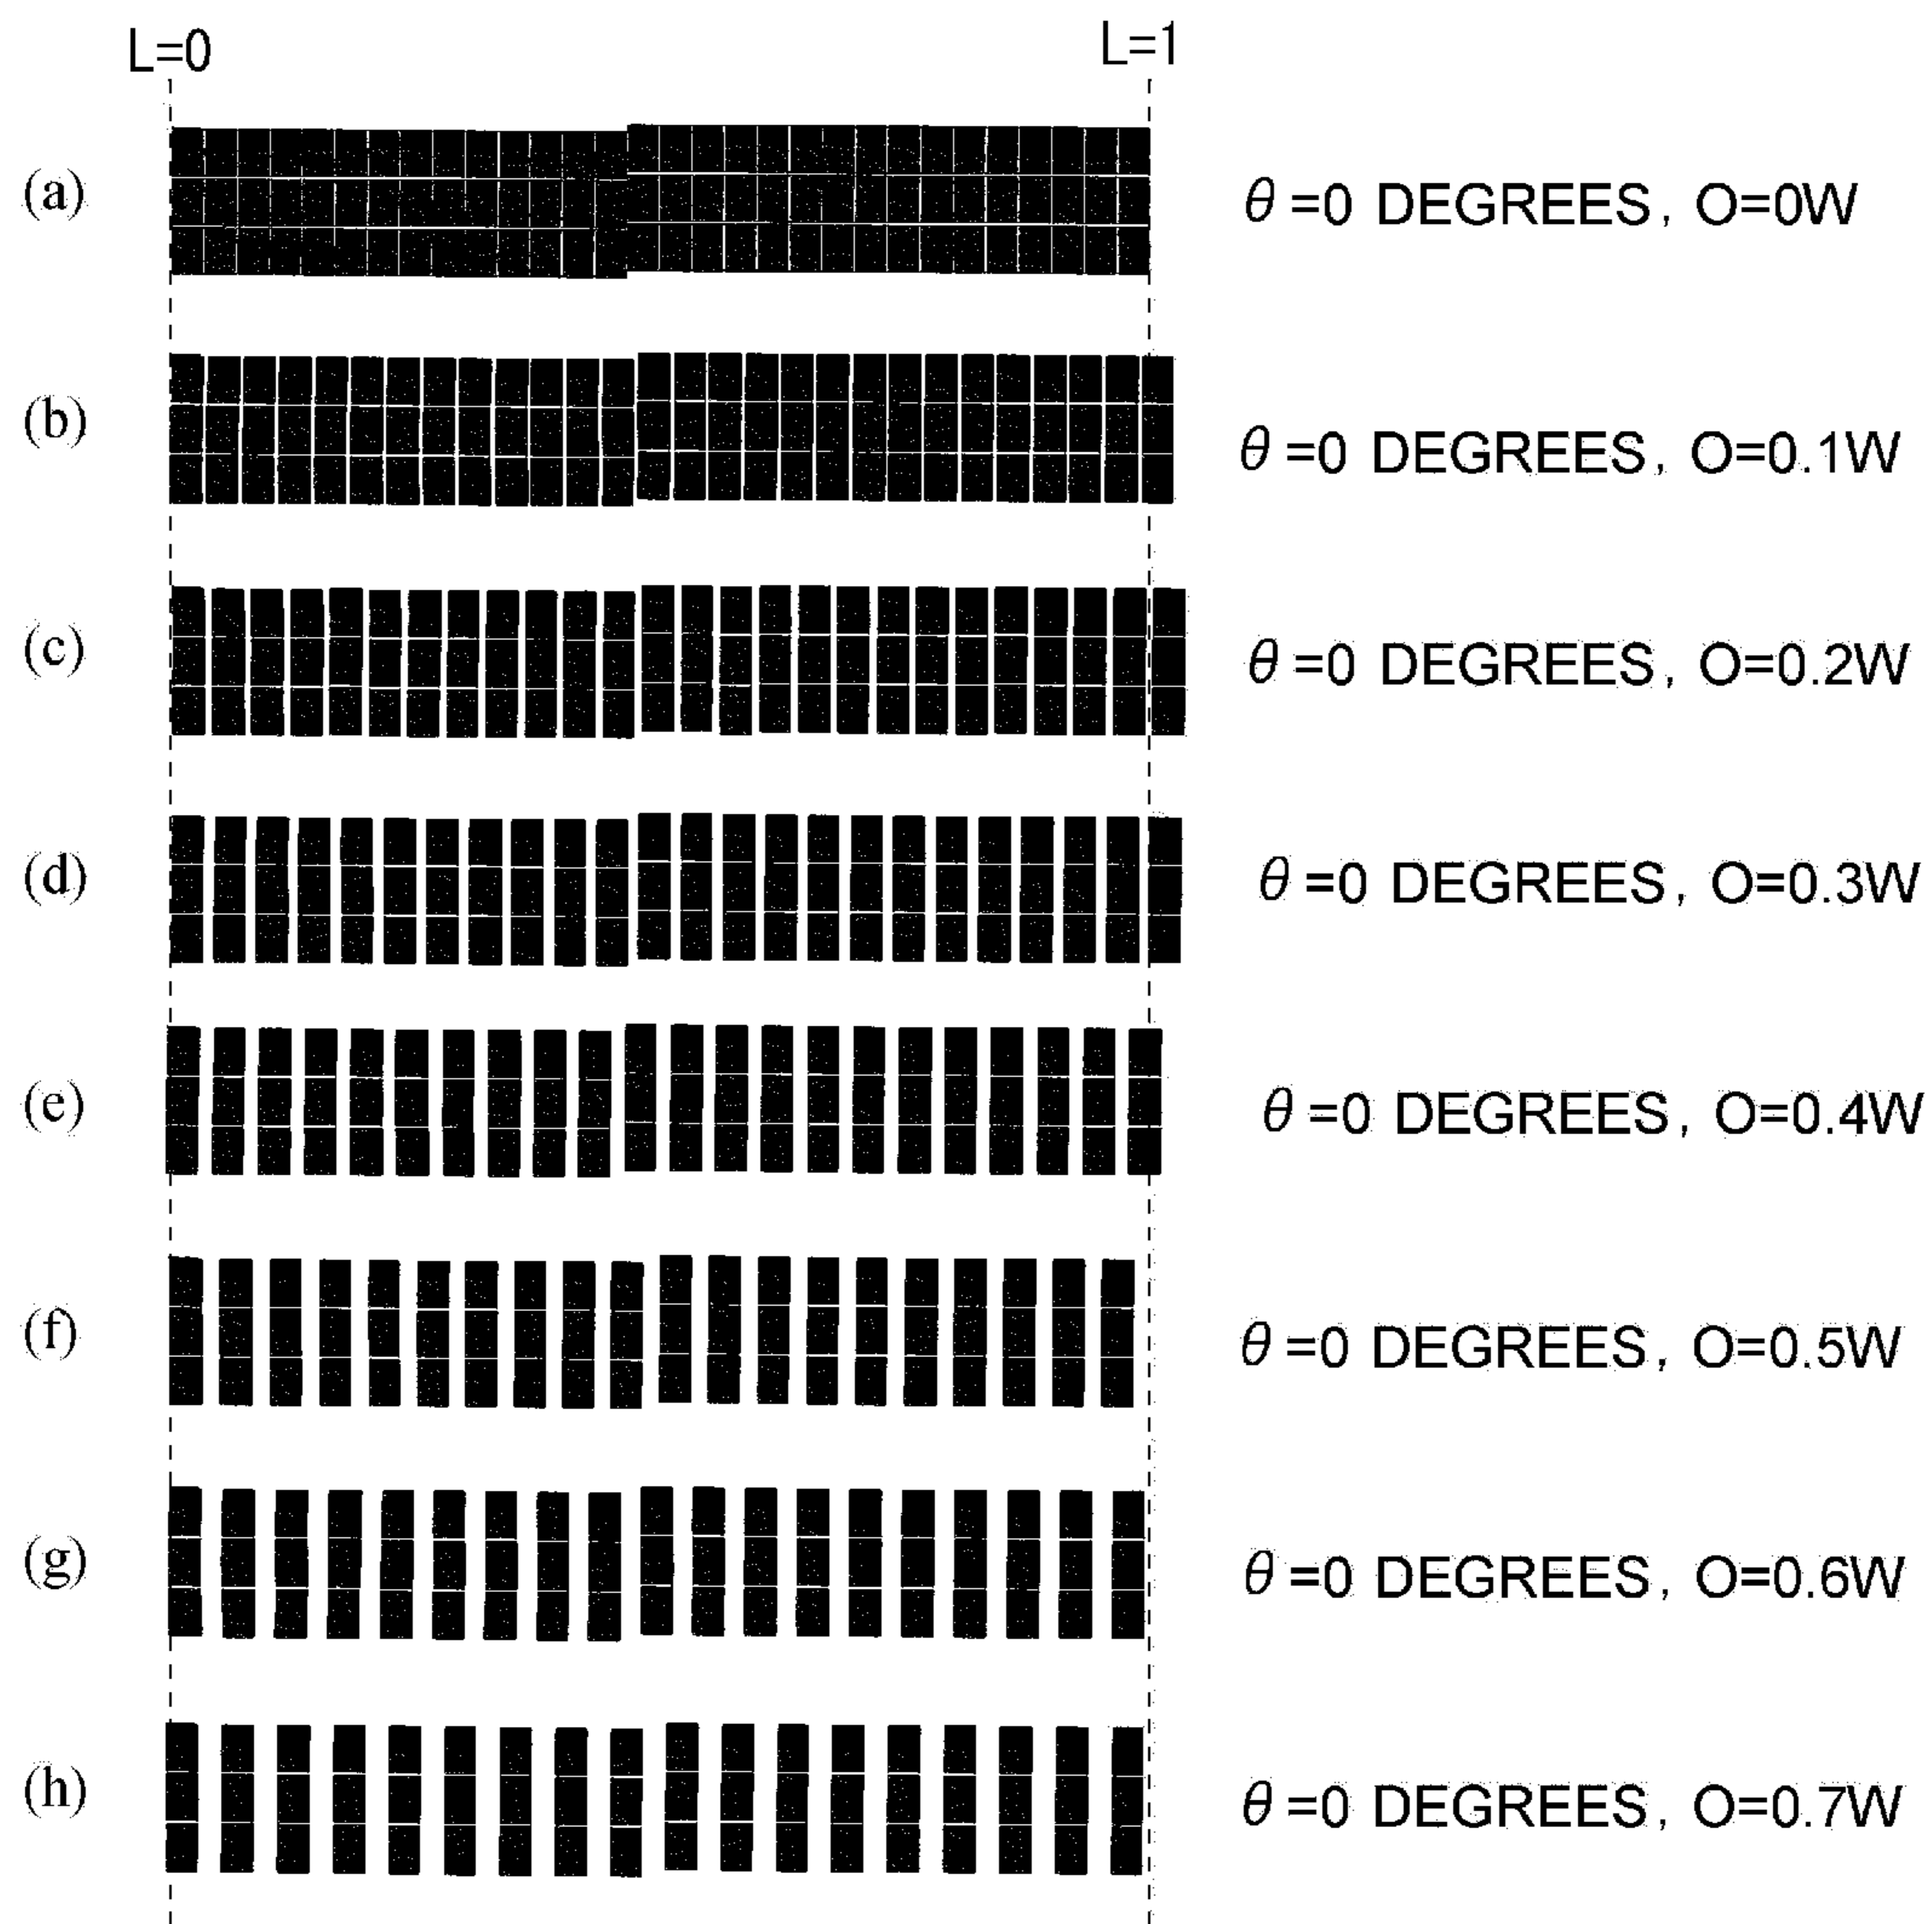 L=0 L=1
(a) θ=0 DEGREES, O=0W
(b) θ=0 DEGREES, O=0.1W
(c) θ=0 DEGREES, O=0.2W
(d) θ=0 DEGREES, O=0.3W
(e) θ=0 DEGREES, O=0.4W
(f) θ=0 DEGREES, O=0.5W
(g) θ=0 DEGREES, O=0.6W
(h) θ=0 DEGREES, O=0.7W